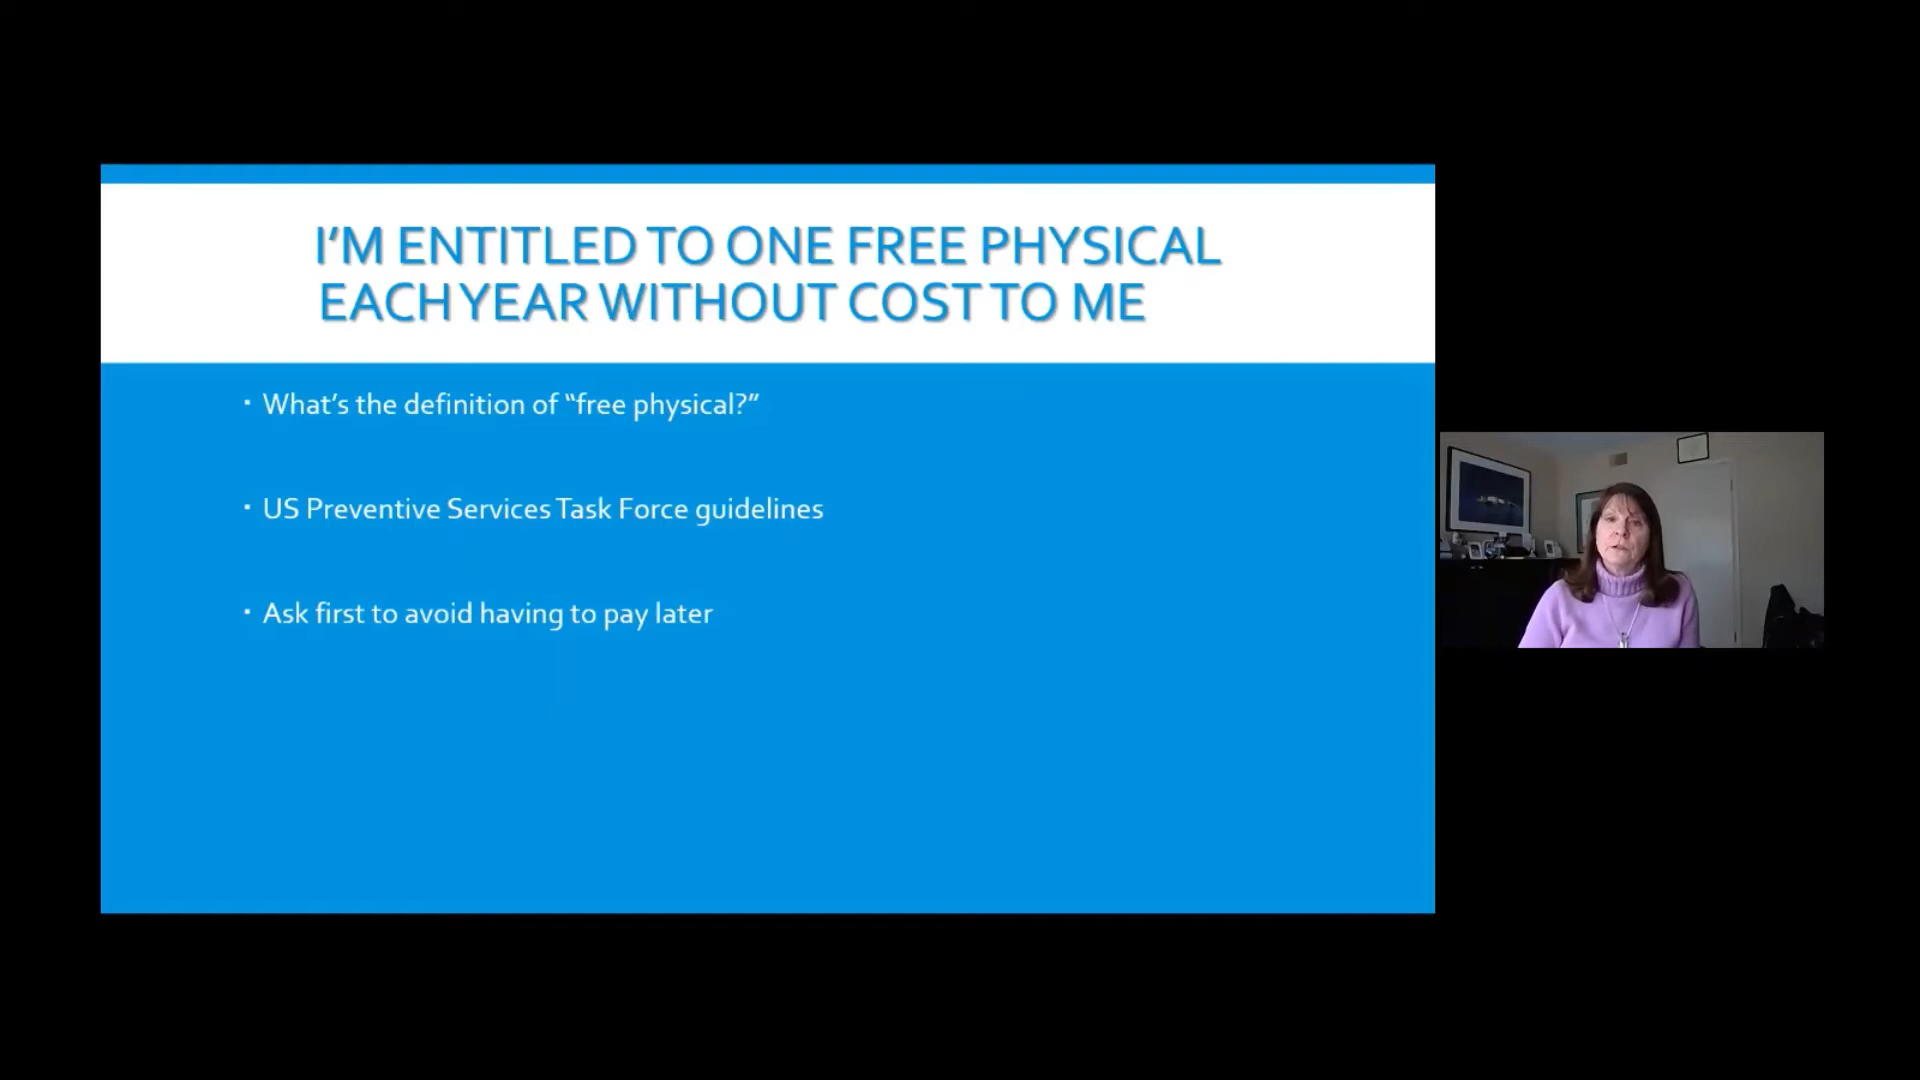 I'M ENTITLED TO ONE FREE PHYSICAL
EACH YEAR WITHOUT COST TO ME
▪ What's the definition of “free physical?”
▪ US Preventive Services Task Force guidelines
▪ Ask first to avoid having to pay later